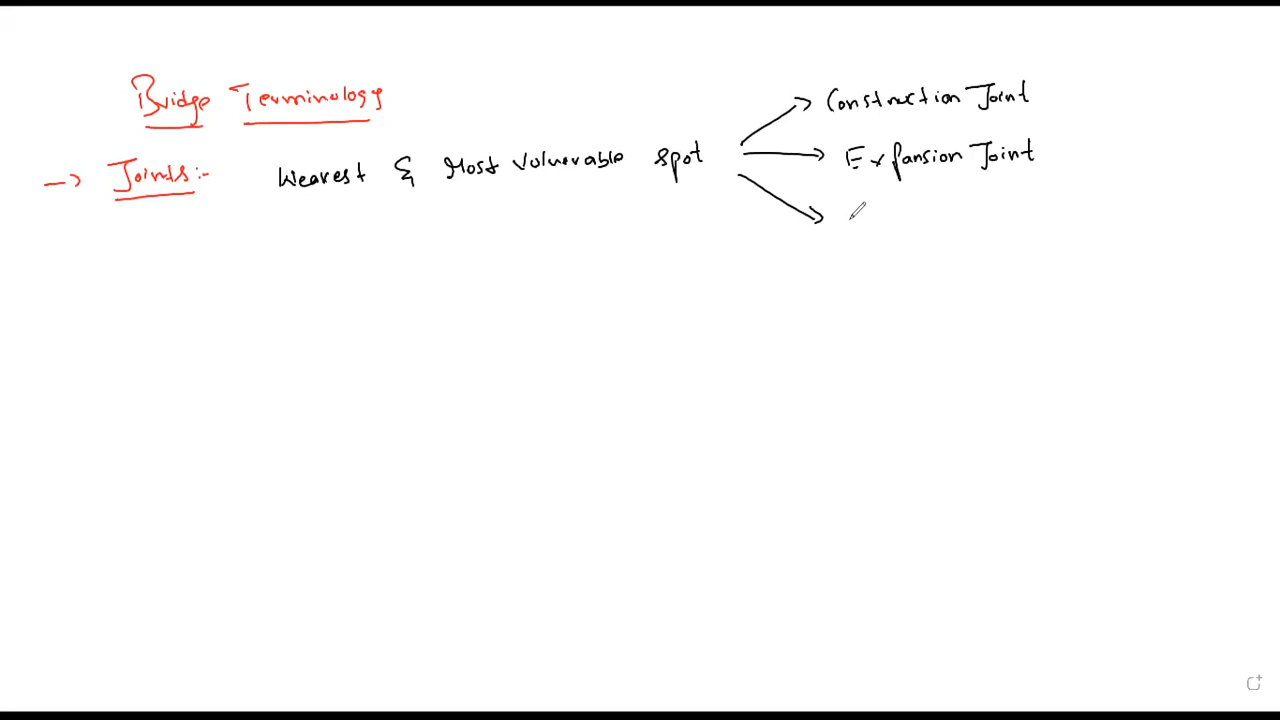 Bridge Terminology
Construction Joint
→ Joints:- Weakest & Most Vulnerable spot
Expansion Joint